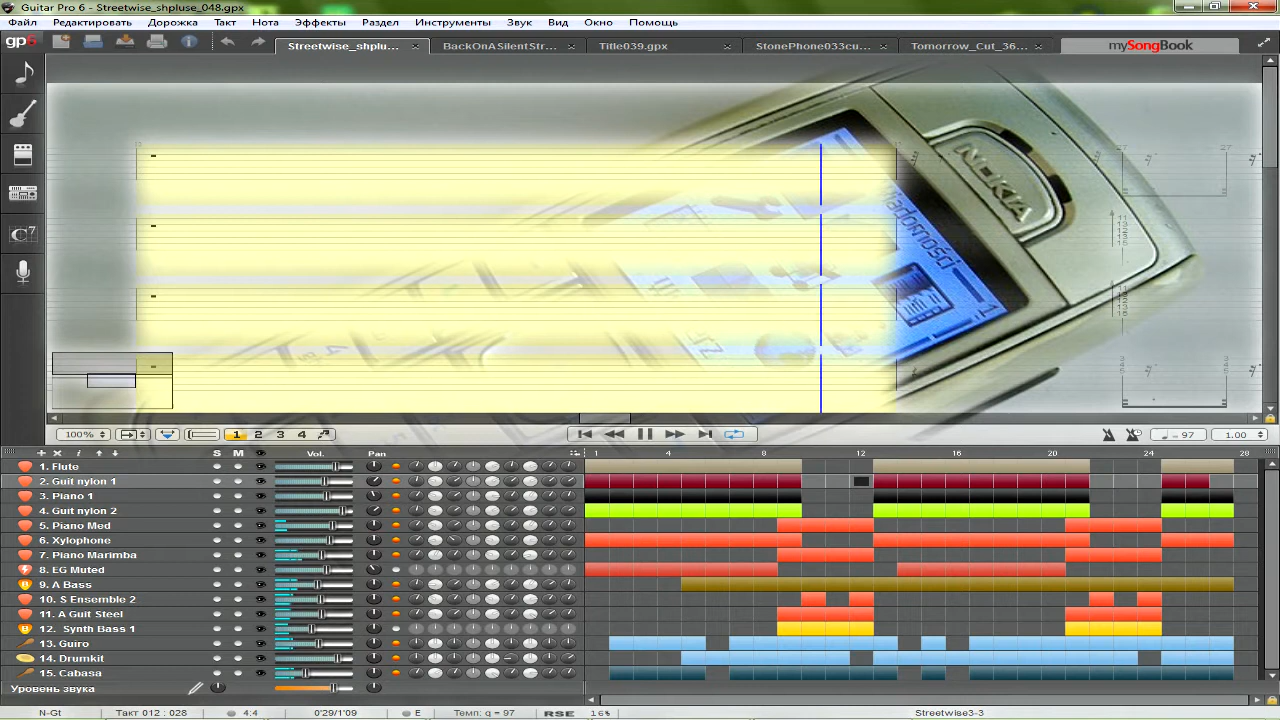 Guitar Pro 6 - Streetwise_shpluse_048.gpx
Файл Редактировать Дорожка Такт Нота Эффекты Раздел Инструменты Звук Вид Окно Помощь
gp6 Streetwise_shplu... × BackOnASilentStr... × Title039.gpx × StonePhone033cu... × Tomorrow_Cut_36... × mySongBook
27 27
NOKIA
iadomości
100% 1 2 3 4 = 97 1.00
S M Vol. Pan 1 4 8 12 16 20 24 28
1. Flute
2. Guit nylon 1
3. Piano 1
4. Guit nylon 2
5. Piano Med
6. Xylophone
7. Piano Marimba
8. EG Muted
9. A Bass
10. S Ensemble 2
11. A Guit Steel
12. Synth Bass 1
13. Guiro
14. Drumkit
15. Cabasa
Уровень звука
N-Gt Такт 012 : 028 4:4 0'29/1'09 E Темп: q = 97 RSE 16% Streetwise3-3